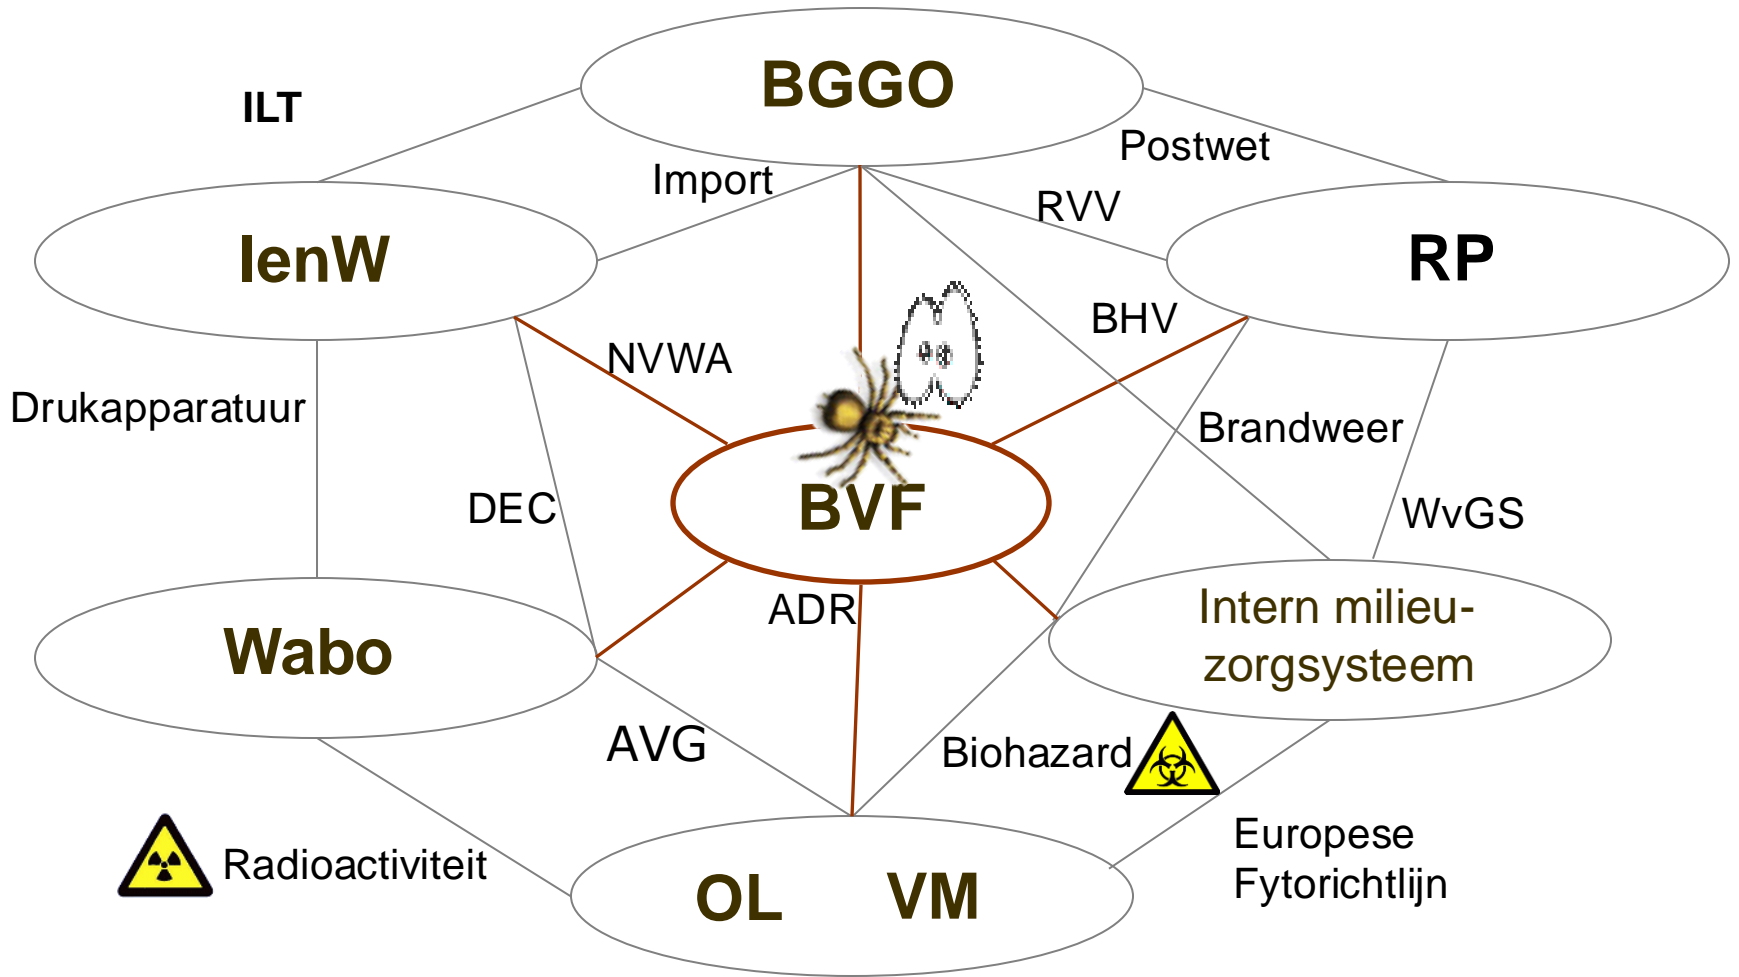 BGGO
ILT
Postwet
Import
RVV
IenW
RP
BHV
NVWA
Drukapparatuur
Brandweer
DEC
BVF
WvGS
ADR
Intern milieu-
zorgsysteem
Wabo
AVG
Biohazard
Radioactiviteit
Europese
Fytorichtlijn
OL VM